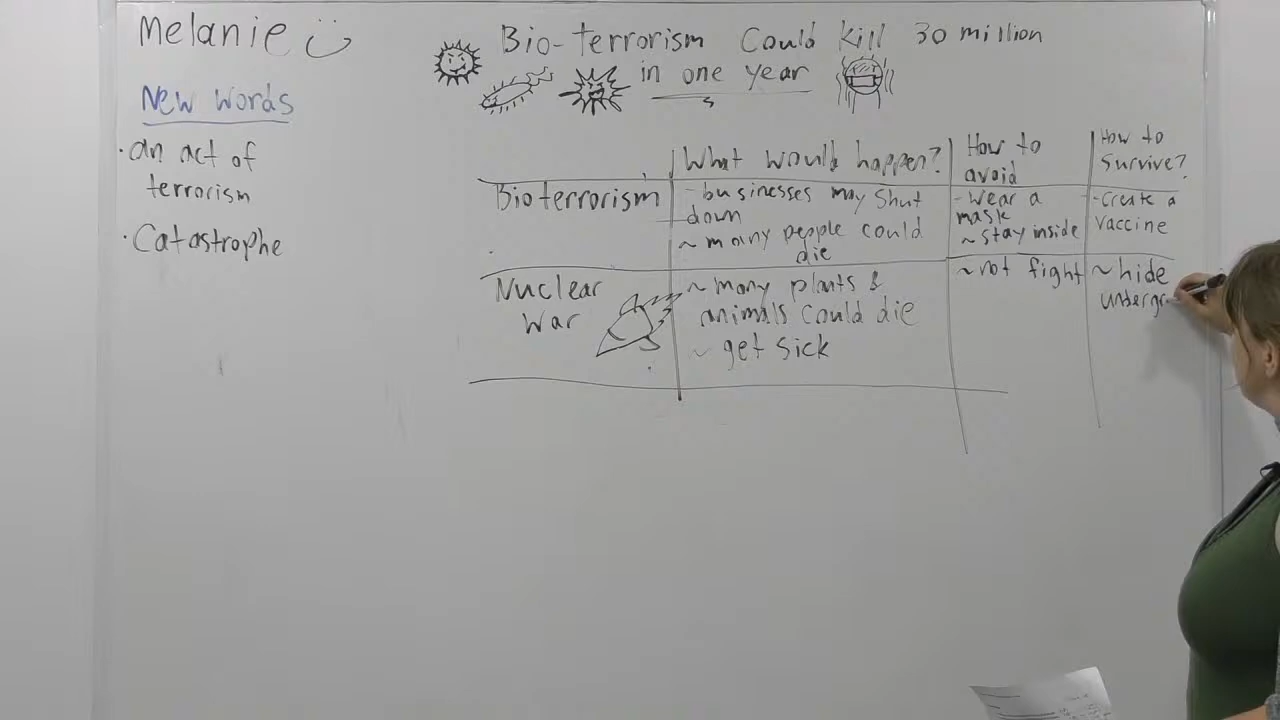 Melanie
New words
• an act of
terrorism
• Catastrophe
Bio-terrorism Could Kill 30 million
in one year
What would happen?
How to
avoid
How to
Survive?
Bioterrorism
- businesses may shut
down
~ many people could
die
- wear a
mask
~ stay inside
- Create a
vaccine
Nuclear
War
~ many plants &
animals could die
~ get sick
~ not fight
~ hide
undergr